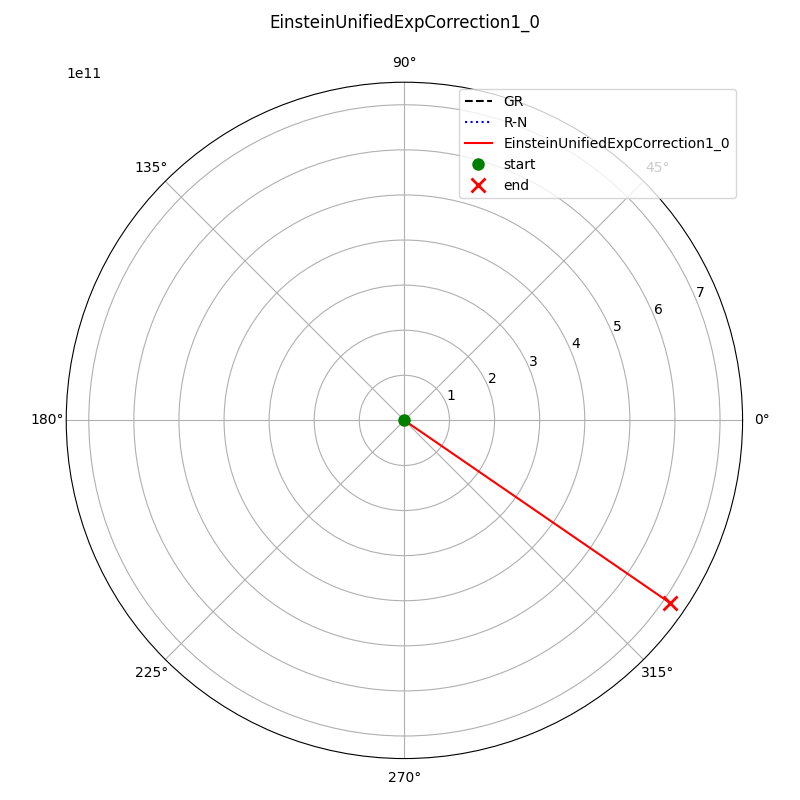 EinsteinUnifiedExpCorrection1_0
90°
1e11
GR
R-N
EinsteinUnifiedExpCorrection1_0
start
end
135°
45°
7
6
5
4
3
2
1
180°
0°
225°
315°
270°